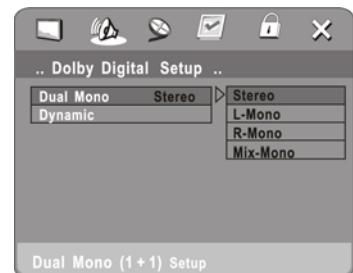 .. Dolby Digital Setup ..
Dual Mono Stereo Stereo
Dynamic L-Mono
R-Mono
Mix-Mono
Dual Mono (1 + 1) Setup